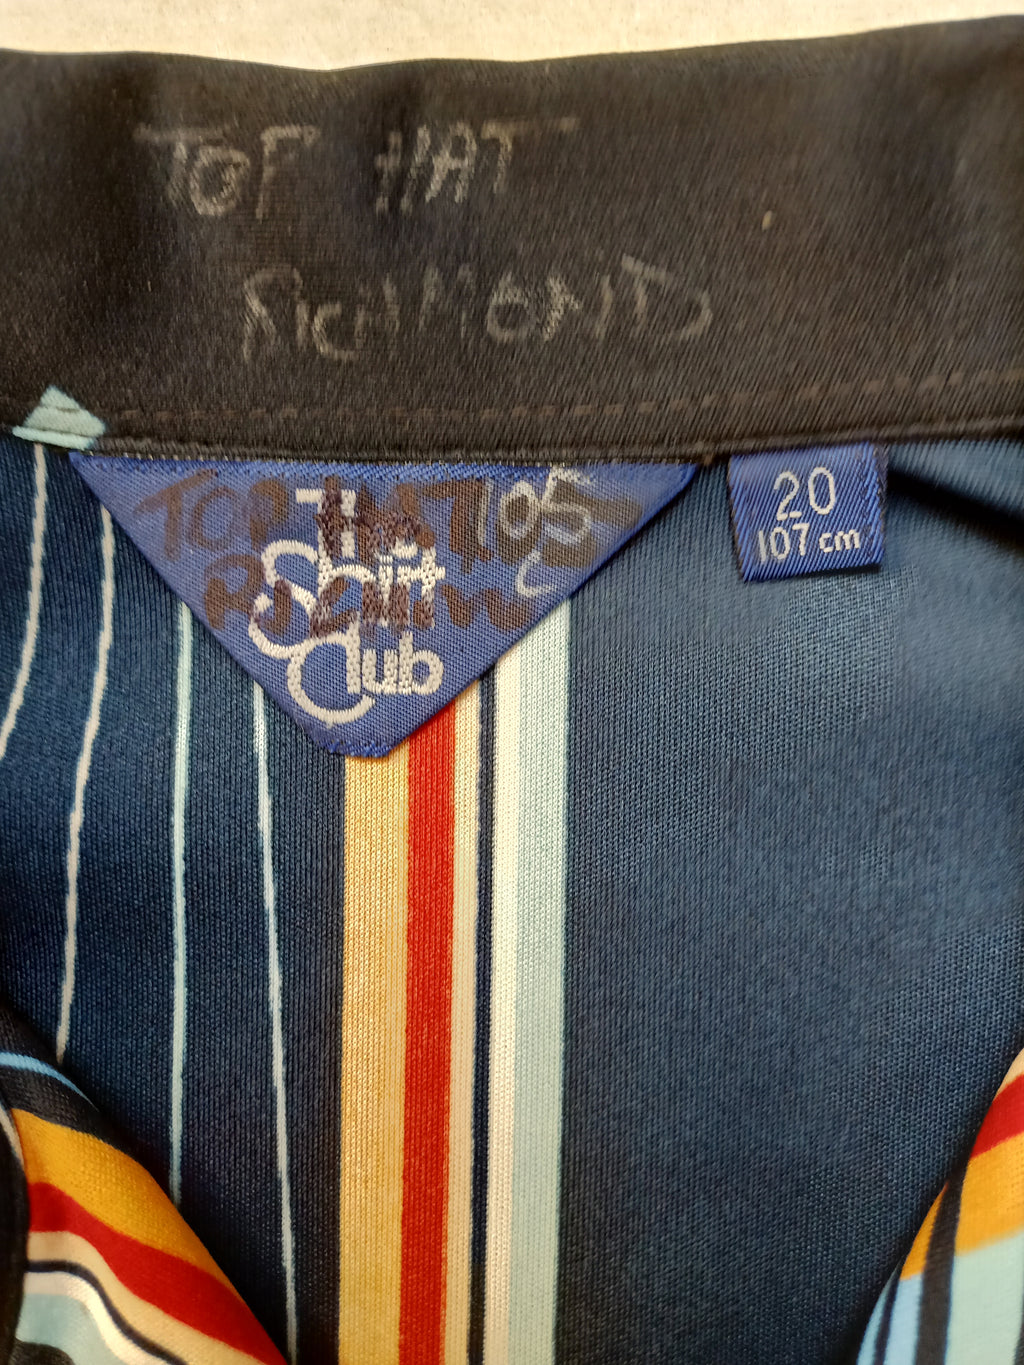 TOP HAT
RICHMOND
TOP HAT 105
The
Shirt
Club
20
107 cm